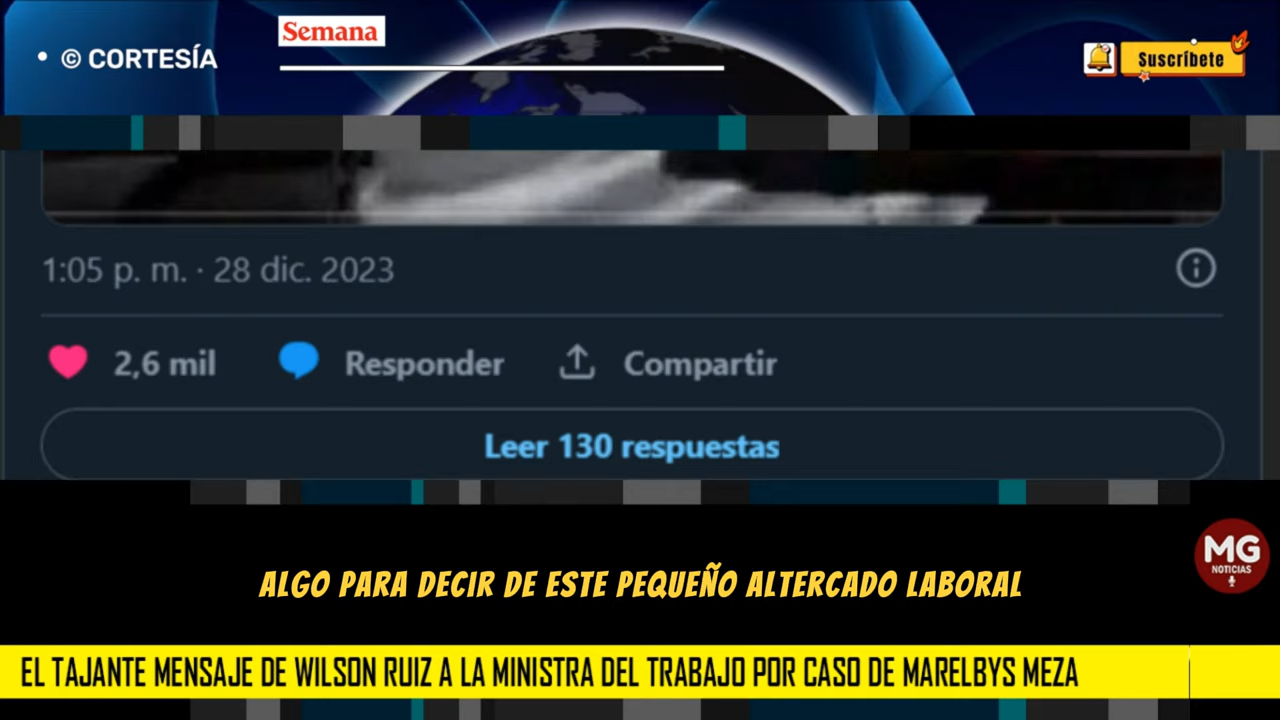 Semana
• © CORTESÍA
Suscríbete
1:05 p. m. · 28 dic. 2023
2,6 mil Responder Compartir
Leer 130 respuestas
MG
NOTICIAS
ALGO PARA DECIR DE ESTE PEQUEÑO ALTERCADO LABORAL
EL TAJANTE MENSAJE DE WILSON RUIZ A LA MINISTRA DEL TRABAJO POR CASO DE MARELBYS MEZA